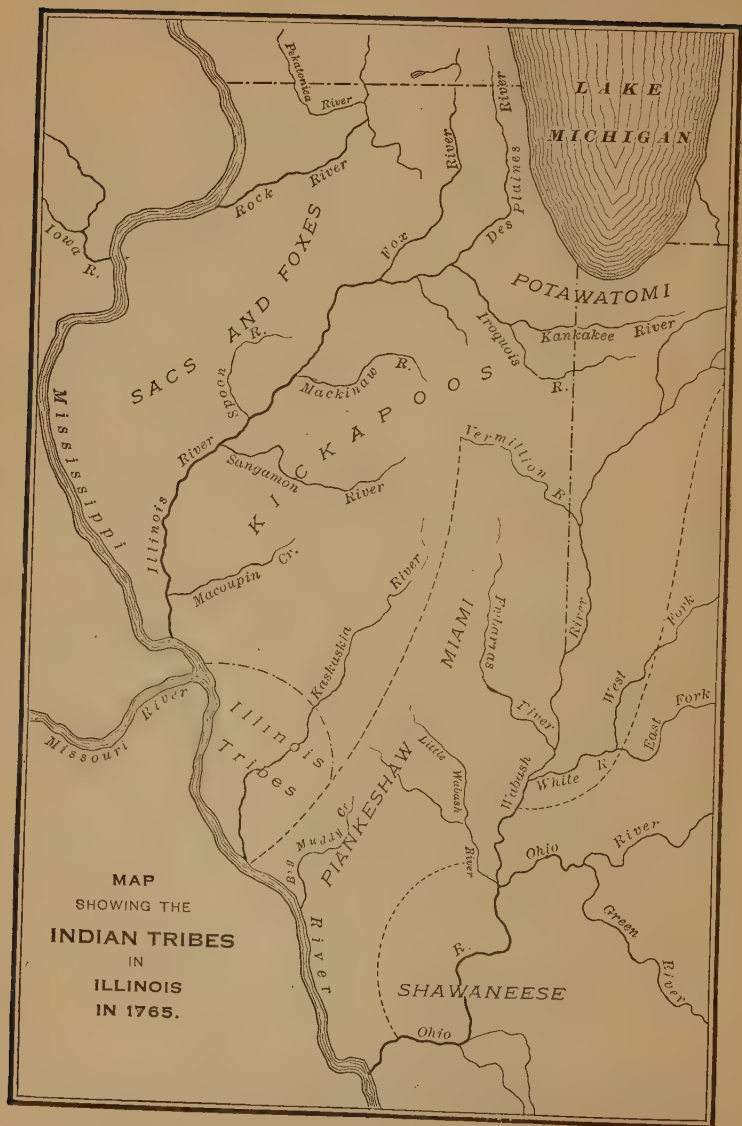 LAKE
MICHIGAN
Pekatonica
River
Rock River
Fox River
Des Plaines River
Iowa R.
SACS AND FOXES
POTAWATOMI
Kankakee River
Iroquois R.
Spoon R.
Mackinaw R.
KICKAPOOS
Sangamon River
Illinois River
Vermillion R
Macoupin Cr.
Mississippi
River
Kaskaskia River
MIAMI
River
West Fork
East Fork
White R
Wabash
Missouri River
Illinois
Tribes
PIANKESHAW
Little
Wabash
River
Big Muddy Cr
Ohio River
Green
River
SHAWANEESE
Ohio
R.
MAP
SHOWING THE
INDIAN TRIBES
IN
ILLINOIS
IN 1765.